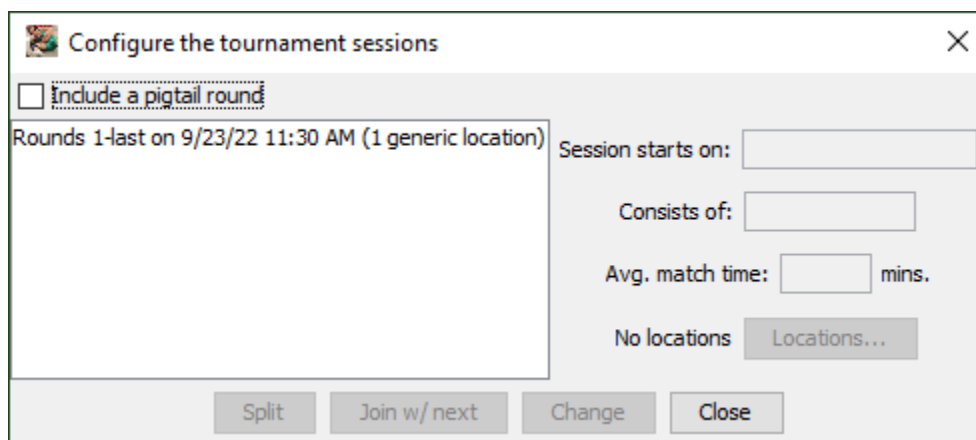 Configure the tournament sessions
Include a pigtail round
Rounds 1-last on 9/23/22 11:30 AM (1 generic location)
Session starts on:
Consists of:
Avg. match time: mins.
No locations Locations...
Split Join w/ next Change Close